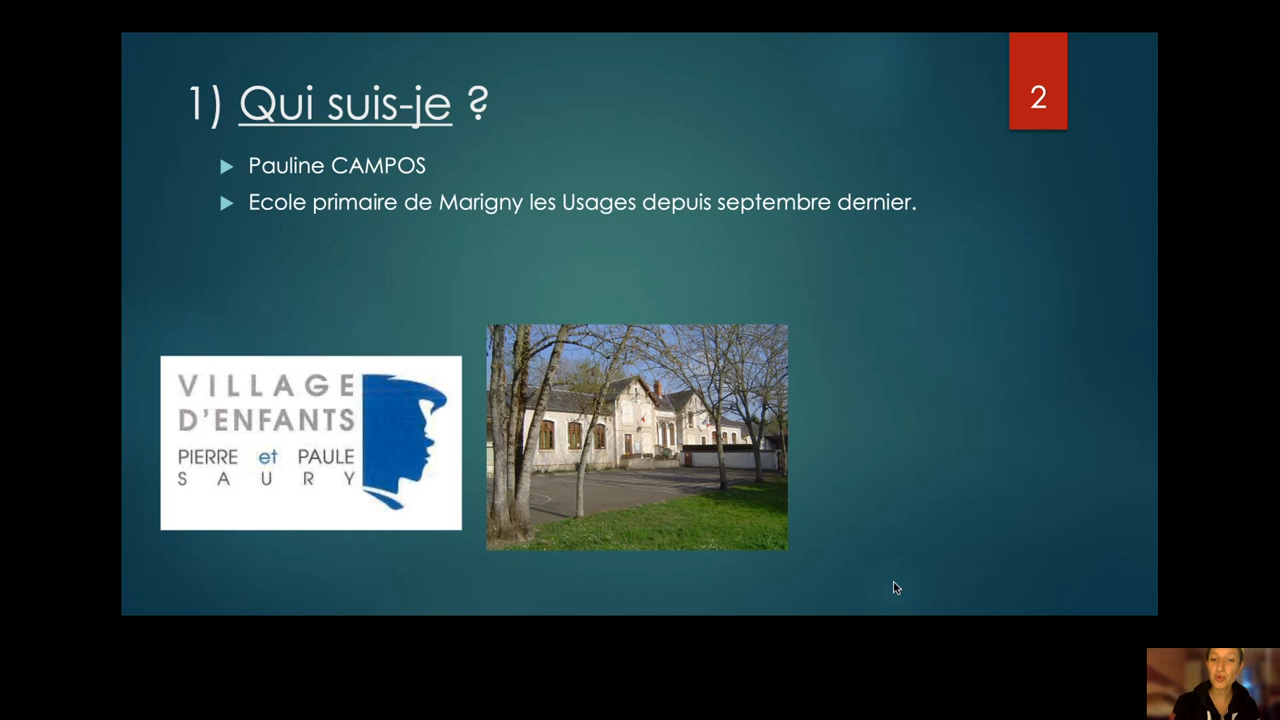 1) Qui suis-je ?
2
Pauline CAMPOS
Ecole primaire de Marigny les Usages depuis septembre dernier.
VILLAGE
D'ENFANTS
PIERRE et PAULE
SAURY